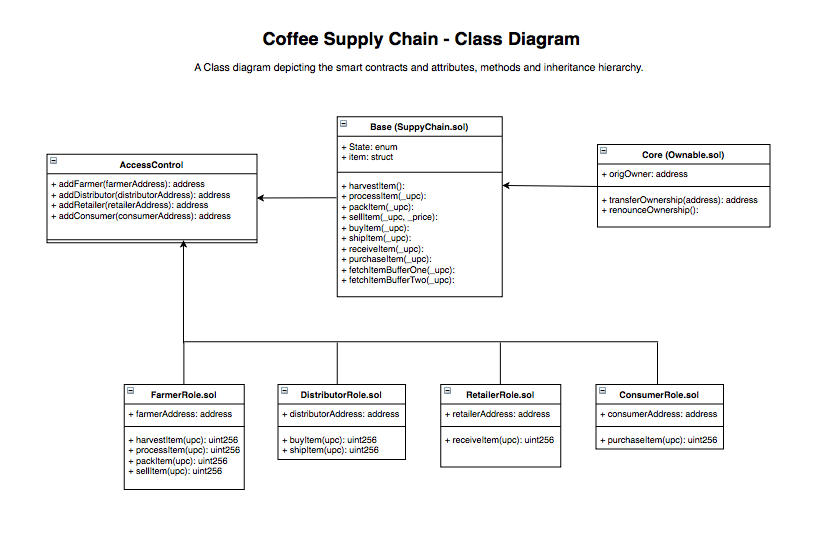 Coffee Supply Chain - Class Diagram
A Class diagram depicting the smart contracts and attributes, methods and inheritance hierarchy.
AccessControl
+ addFarmer(farmerAddress): address
+ addDistributor(distributorAddress): address
+ addRetailer(retailerAddress): address
+ addConsumer(consumerAddress): address
Base (SuppyChain.sol)
+ State: enum
+ item: struct
+ harvestItem():
+ processItem(_upc):
+ packItem(_upc):
+ sellItem(_upc, _price):
+ buyItem(_upc):
+ shipItem(_upc):
+ receiveItem(_upc):
+ purchaseItem(_upc):
+ fetchItemBufferOne(_upc):
+ fetchItemBufferTwo(_upc):
Core (Ownable.sol)
+ origOwner: address
+ transferOwnership(address): address
+ renounceOwnership():
FarmerRole.sol
+ farmerAddress: address
+ harvestItem(upc): uint256
+ processItem(upc): uint256
+ packItem(upc): uint256
+ sellItem(upc): uint256
DistributorRole.sol
+ distributorAddress: address
+ buyItem(upc): uint256
+ shipItem(upc): uint256
RetailerRole.sol
+ retailerAddress: address
+ receiveItem(upc): uint256
ConsumerRole.sol
+ consumerAddress: address
+ purchaseItem(upc): uint256